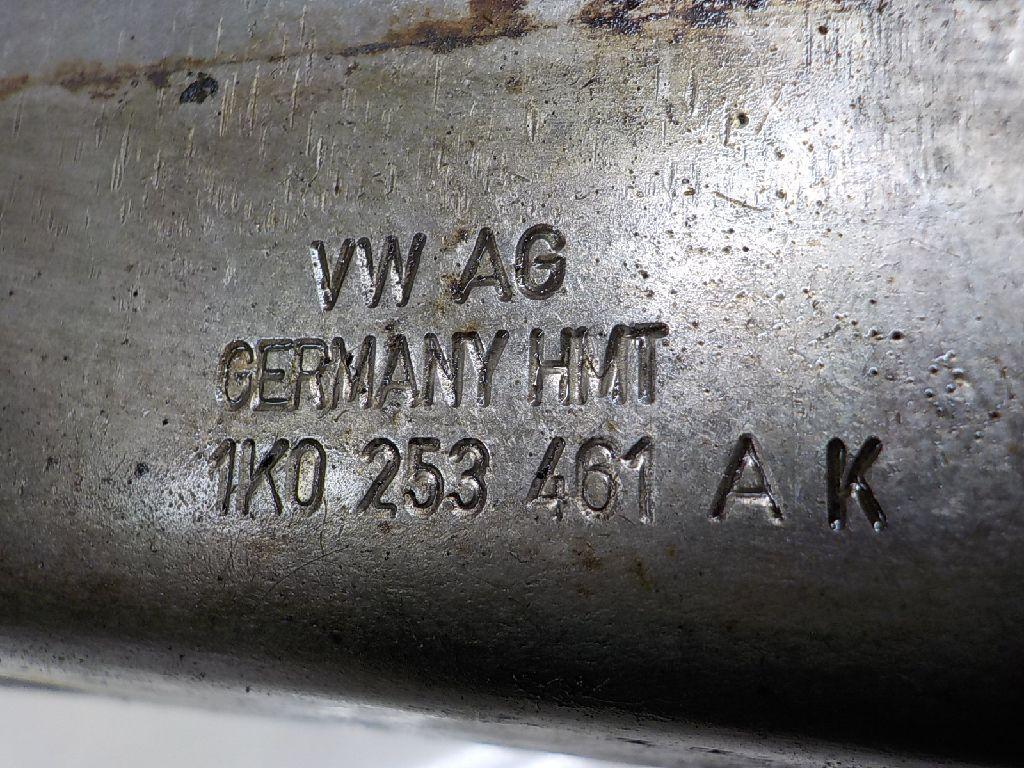 VW AG
GERMANY HMT
1K0 253 461 A K